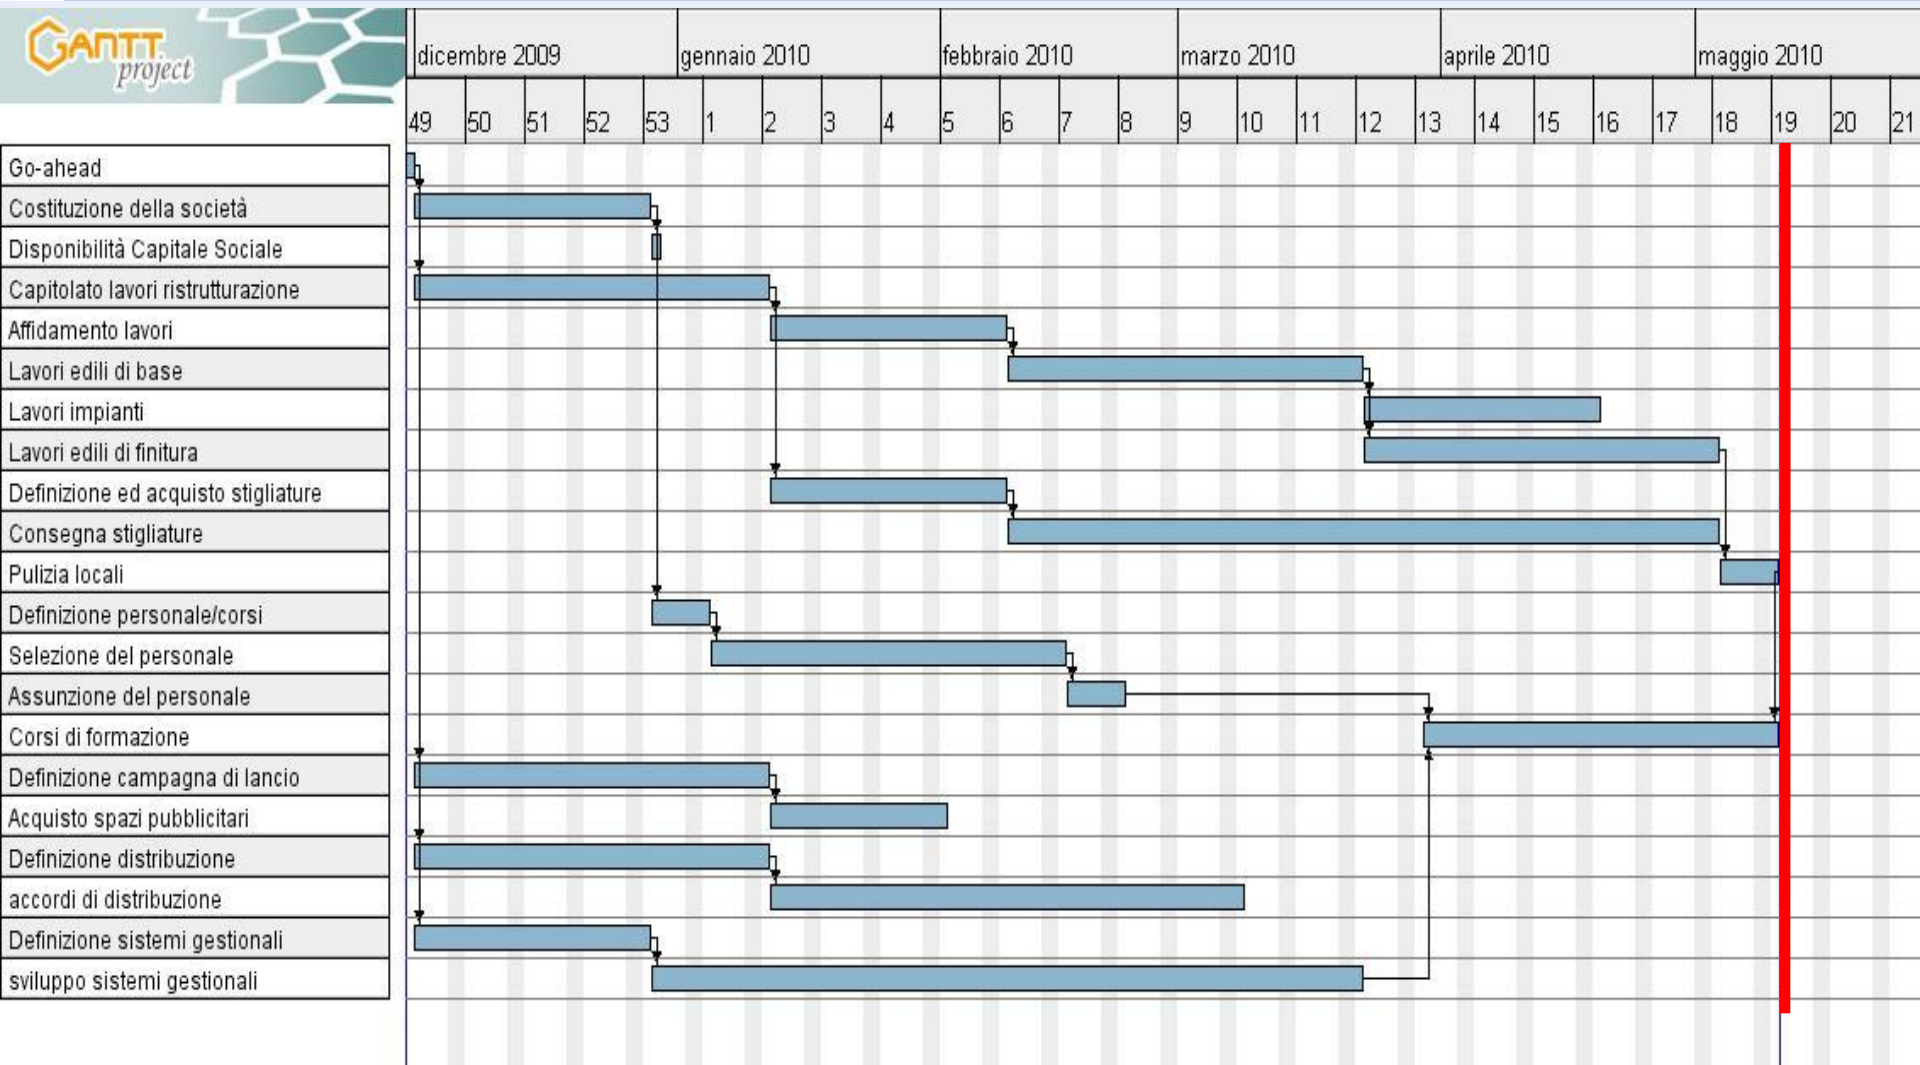 GANTT
project
dicembre 2009 gennaio 2010 febbraio 2010 marzo 2010 aprile 2010 maggio 2010
49 50 51 52 53 1 2 3 4 5 6 7 8 9 10 11 12 13 14 15 16 17 18 19 20 21
Go-ahead
Costituzione della società
Disponibilità Capitale Sociale
Capitolato lavori ristrutturazione
Affidamento lavori
Lavori edili di base
Lavori impianti
Lavori edili di finitura
Definizione ed acquisto stigliature
Consegna stigliature
Pulizia locali
Definizione personale/corsi
Selezione del personale
Assunzione del personale
Corsi di formazione
Definizione campagna di lancio
Acquisto spazi pubblicitari
Definizione distribuzione
accordi di distribuzione
Definizione sistemi gestionali
sviluppo sistemi gestionali